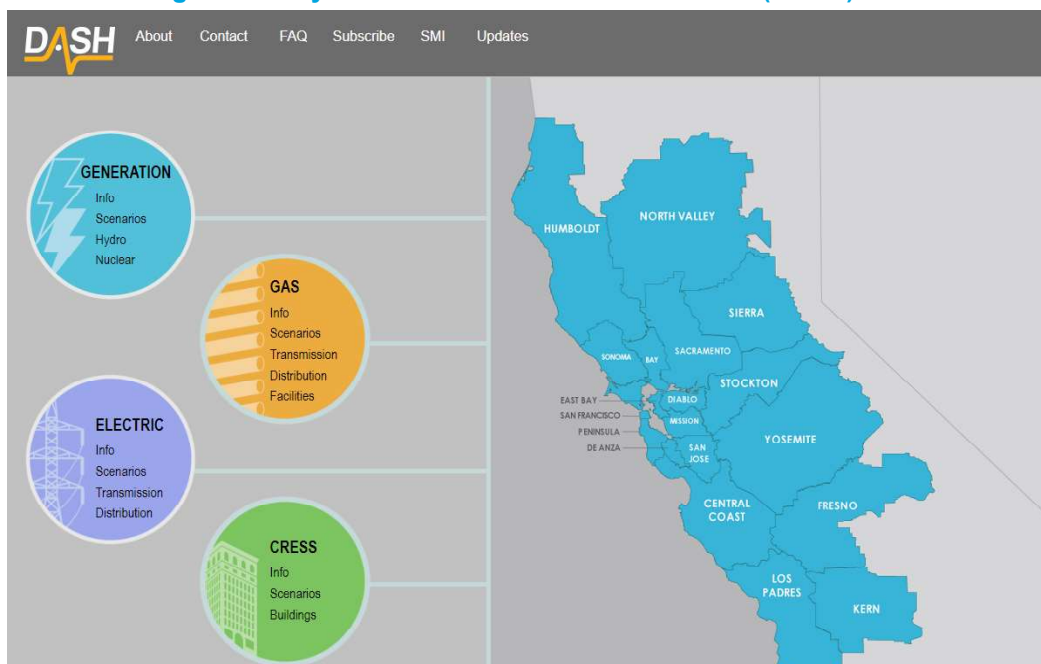 DASH
About Contact FAQ Subscribe SMI Updates
GENERATION
Info
Scenarios
Hydro
Nuclear
GAS
Info
Scenarios
Transmission
Distribution
Facilities
ELECTRIC
Info
Scenarios
Transmission
Distribution
CRESS
Info
Scenarios
Buildings
HUMBOLDT
NORTH VALLEY
SIERRA
SONOMA
BAY
SACRAMENTO
STOCKTON
EAST BAY
DIABLO
SAN FRANCISCO
MISSION
PENINSULA
DE ANZA
SAN
JOSE
YOSEMITE
CENTRAL
COAST
FRESNO
LOS
PADRES
KERN